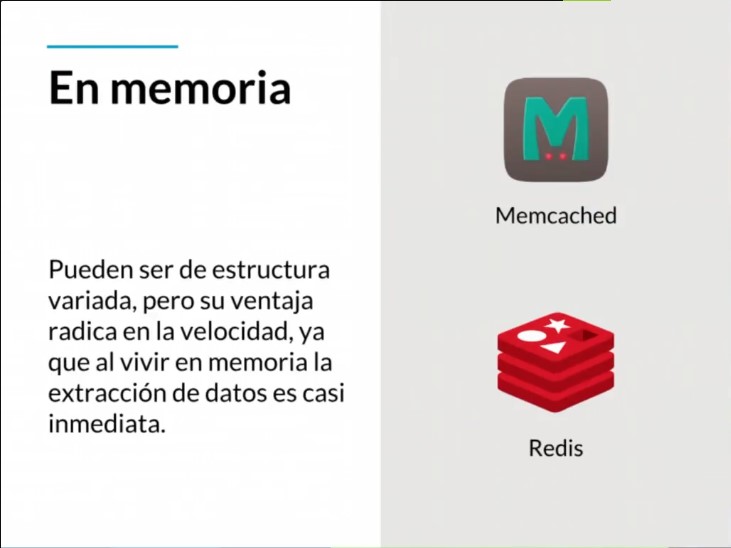 En memoria
Pueden ser de estructura
variada, pero su ventaja
radica en la velocidad, ya
que al vivir en memoria la
extracción de datos es casi
inmediata.
M
Memcached
Redis